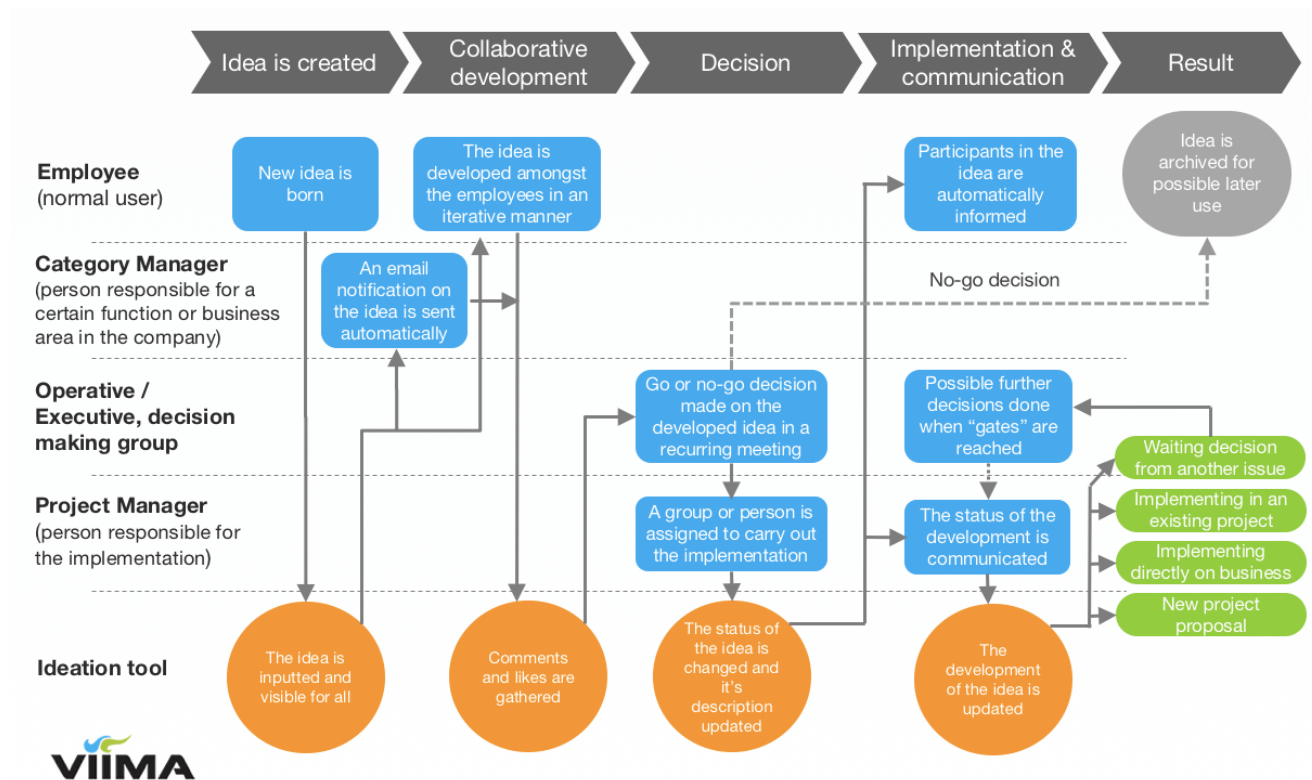 Idea is created
Collaborative
development
Decision
Implementation &
communication
Result
Employee
(normal user)
New idea is
born
The idea is
developed amongst
the employees in an
iterative manner
Participants in the
idea are
automatically
informed
Idea is
archived for
possible later
use
Category Manager
(person responsible for a
certain function or business
area in the company)
An email
notification on
the idea is sent
automatically
No-go decision
Operative /
Executive, decision
making group
Go or no-go decision
made on the
developed idea in a
recurring meeting
Possible further
decisions done
when “gates” are
reached
Waiting decision
from another issue
Project Manager
(person responsible for
the implementation)
A group or person is
assigned to carry out
the implementation
The status of the
development is
communicated
Implementing in an
existing project
Implementing
directly on business
New project
proposal
Ideation tool
The idea is
inputted and
visible for all
Comments
and likes are
gathered
The status of
the idea is
changed and
it's
description
updated
The
development
of the idea is
updated
VIIMA